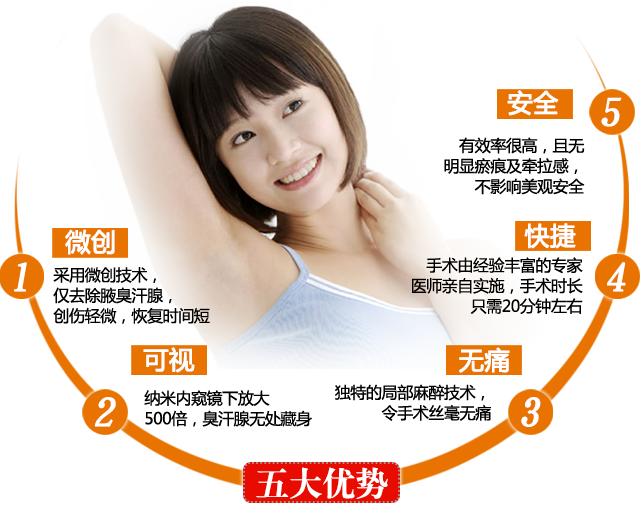 1
微创
采用微创技术，
仅去除腋臭汗腺，
创伤轻微，恢复时间短
2
可视
纳米内窥镜下放大
500倍，臭汗腺无处藏身
3
无痛
独特的局部麻醉技术，
令手术丝毫无痛
4
快捷
手术由经验丰富的专家
医师亲自实施，手术时长
只需20分钟左右
5
安全
有效率很高，且无
明显瘀痕及牵拉感，
不影响美观安全
五大优势